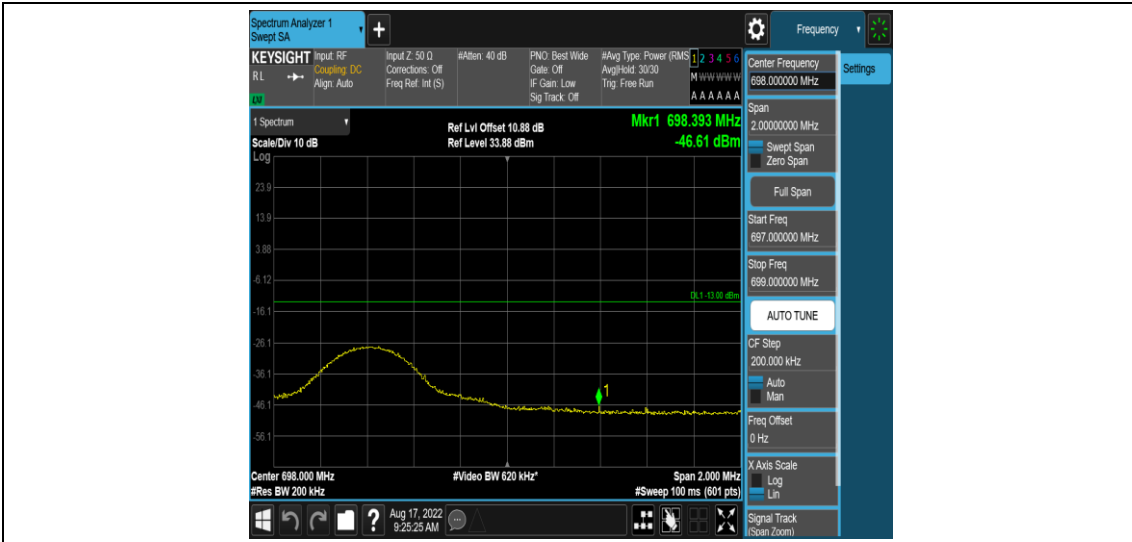 Spectrum Analyzer 1
Swept SA
+
Frequency
KEYSIGHT
RL
LXI
Input: RF
Coupling: DC
Align: Auto
Input Z: 50 Ω
Corrections: Off
Freq Ref: Int (S)
#Atten: 40 dB
PNO: Best Wide
Gate: Off
IF Gain: Low
Sig Track: Off
#Avg Type: Power (RMS
Avg|Hold: 30/30
Trig: Free Run
1 2 3 4 5 6
M W W W W W
A A A A A A
1 Spectrum
Scale/Div 10 dB
Log
Ref Lvl Offset 10.88 dB
Ref Level 33.88 dBm
Mkr1 698.393 MHz
-46.61 dBm
23.9
13.9
3.88
-6.12
DL1 -13.00 dBm
-16.1
-26.1
-36.1
-46.1
-56.1
1
Center 698.000 MHz
#Res BW 200 kHz
#Video BW 620 kHz*
Span 2.000 MHz
#Sweep 100 ms (601 pts)
Center Frequency
698.000000 MHz
Settings
Span
2.00000000 MHz
Swept Span
Zero Span
Full Span
Start Freq
697.000000 MHz
Stop Freq
699.000000 MHz
AUTO TUNE
CF Step
200.000 kHz
Auto
Man
Freq Offset
0 Hz
X Axis Scale
Log
Lin
Signal Track
(Span Zoom)
?
Aug 17, 2022
9:25:25 AM